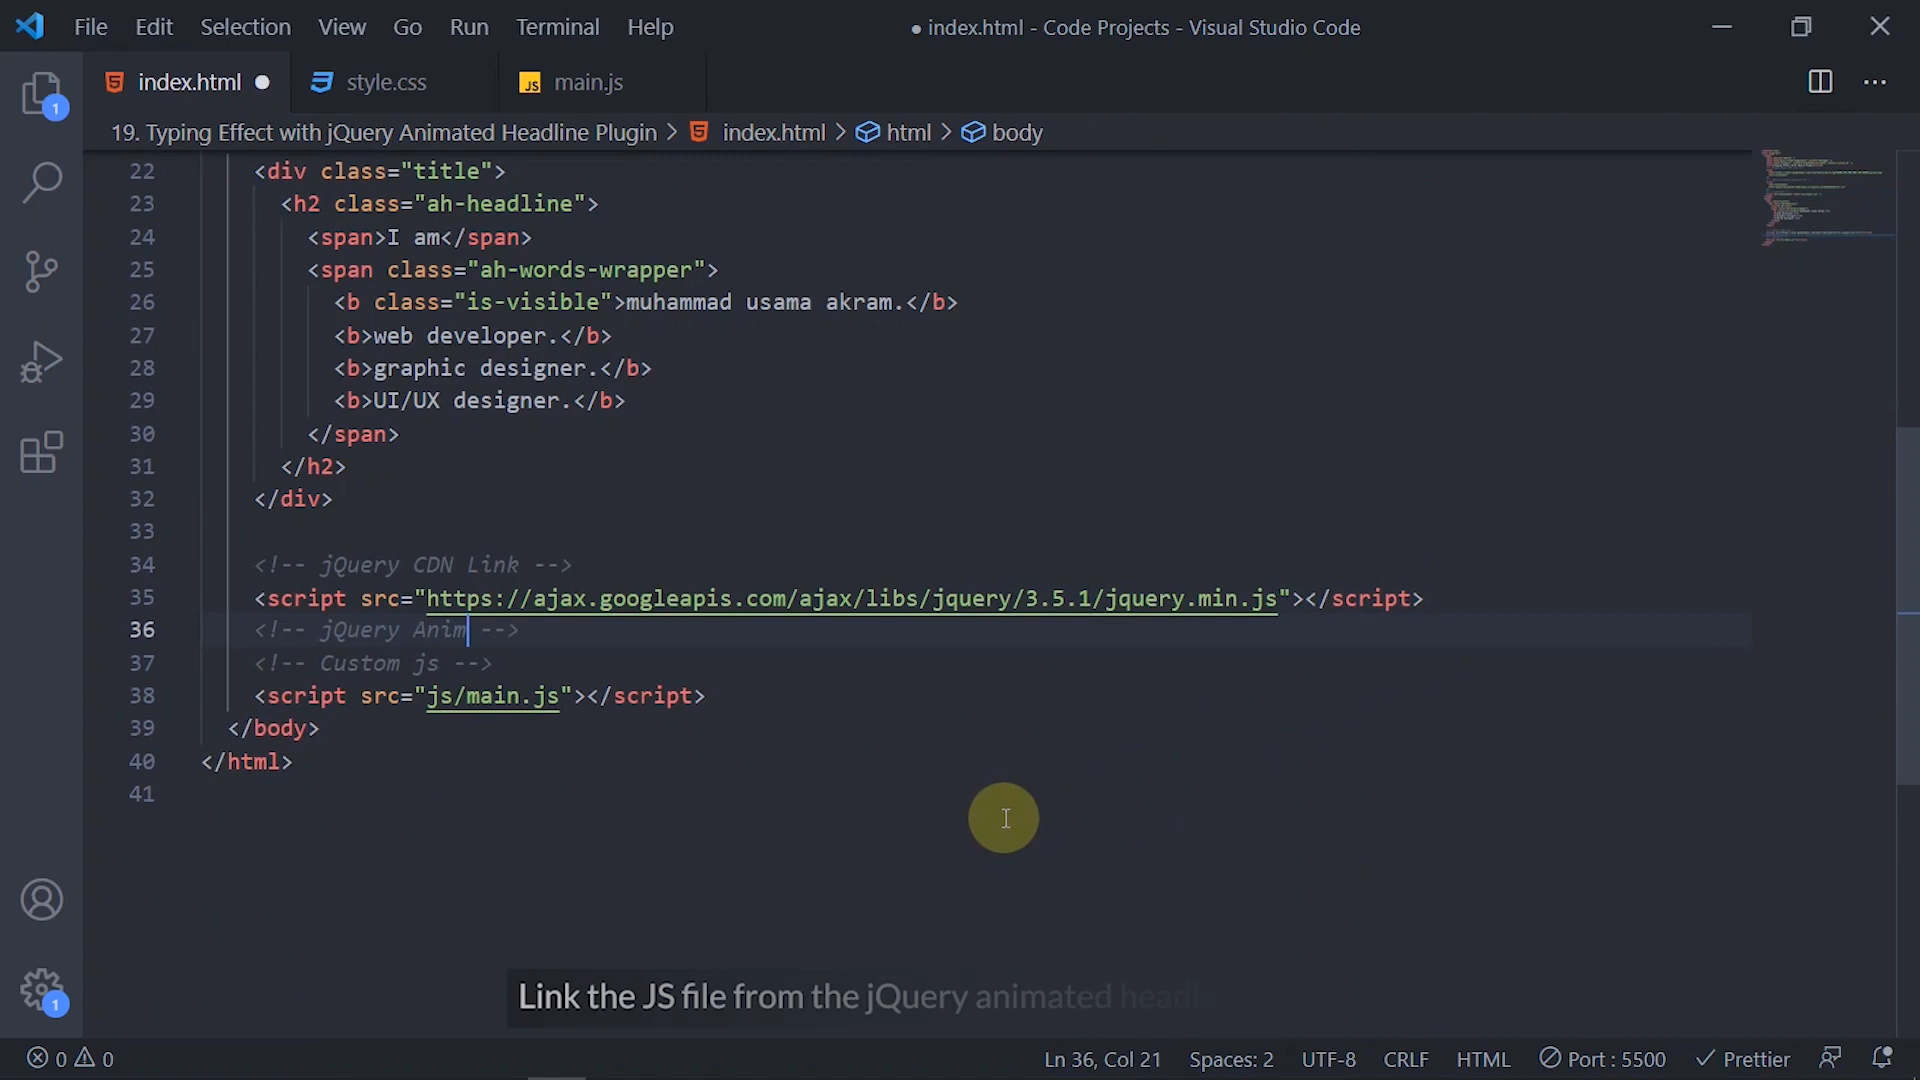 File Edit Selection View Go Run Terminal Help
● index.html - Code Projects - Visual Studio Code
index.html
style.css
JS main.js
19. Typing Effect with jQuery Animated Headline Plugin > index.html > html > body
22 <div class="title">
23 <h2 class="ah-headline">
24 <span>I am</span>
25 <span class="ah-words-wrapper">
26 <b class="is-visible">muhammad usama akram.</b>
27 <b>web developer.</b>
28 <b>graphic designer.</b>
29 <b>UI/UX designer.</b>
30 </span>
31 </h2>
32 </div>
33
34 <!-- jQuery CDN Link -->
35 <script src="https://ajax.googleapis.com/ajax/libs/jquery/3.5.1/jquery.min.js"></script>
36 <!-- jQuery Anim -->
37 <!-- Custom js -->
38 <script src="js/main.js"></script>
39 </body>
40 </html>
41
1
1
Link the JS file from the jQuery animated headl
0 0
Ln 36, Col 21 Spaces: 2 UTF-8 CRLF HTML Port : 5500 Prettier